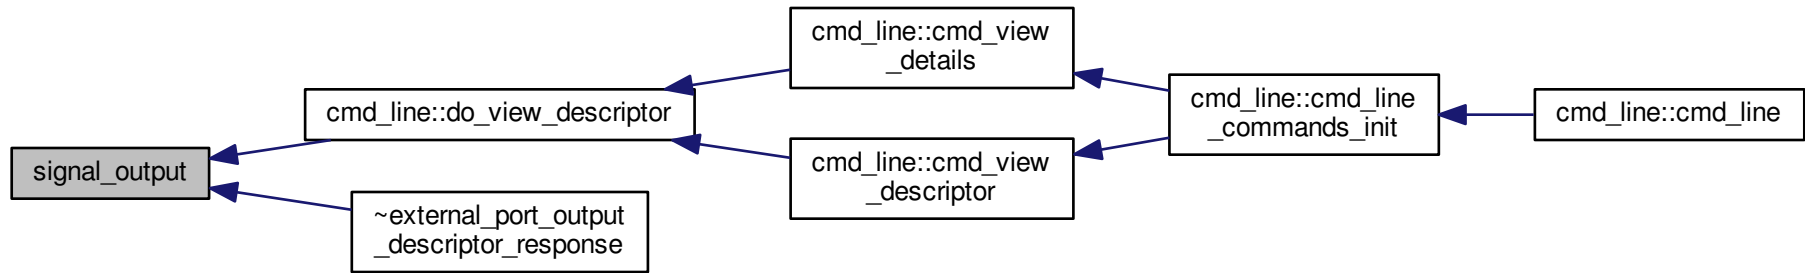 signal_output
cmd_line::do_view_descriptor
~external_port_output
_descriptor_response
cmd_line::cmd_view
_details
cmd_line::cmd_view
_descriptor
cmd_line::cmd_line
_commands_init
cmd_line::cmd_line